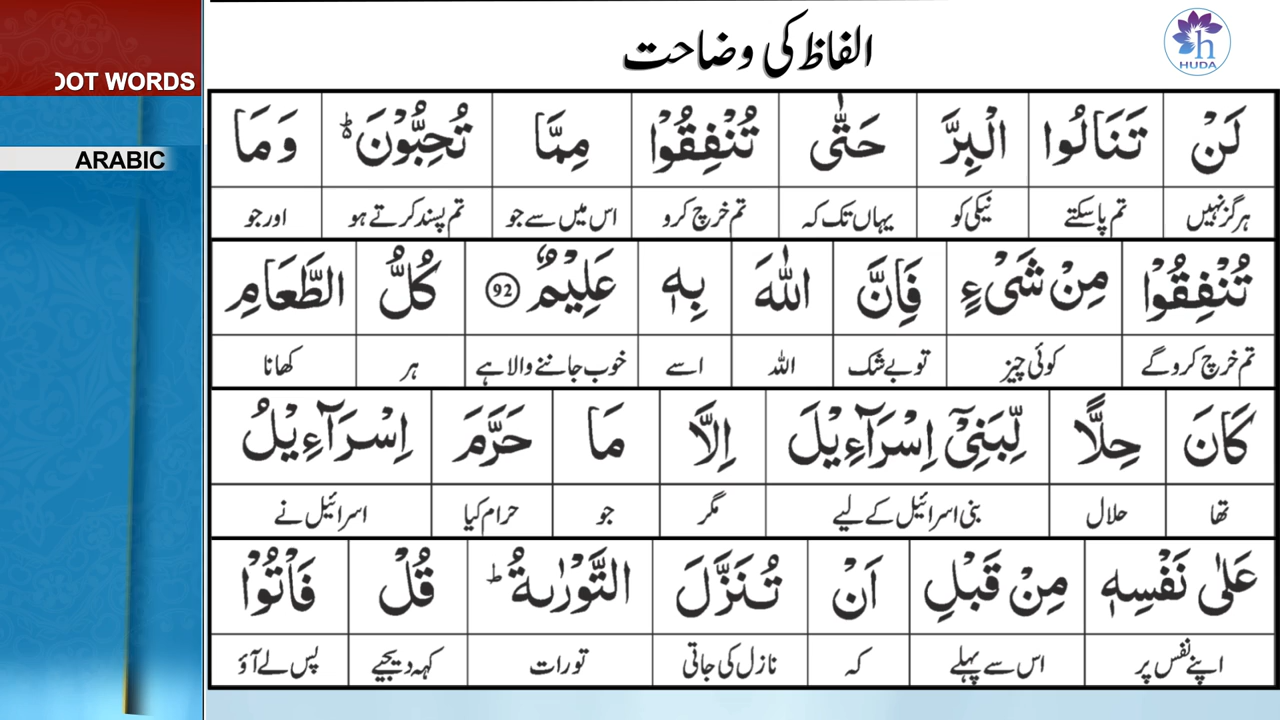 OOT WORDS
ARABIC
الفاظ کی وضاحت
HUDA
لَنْ تَنَالُوا الْبِرَّ حَتّٰى تُنْفِقُوْا مِمَّا تُحِبُّوْنَ ؕ وَمَا
ہرگز نہیں تم پا سکتے نیکی کو یہاں تک کہ تم خرچ کرو اس میں سے جو تم پسند کرتے ہو اور جو
تُنْفِقُوْا مِنْ شَیْءٍ فَاِنَّ اللّٰهَ بِهٖ عَلِیْمٌ 92 كُلُّ الطَّعَامِ
تم خرچ کرو گے کوئی چیز تو بے شک اللہ اسے خوب جاننے والا ہے ہر کھانا
كَانَ حِلًّا لِّبَنِیْۤ اِسْرَآءِیْلَ اِلَّا مَا حَرَّمَ اِسْرَآءِیْلُ
تھا حلال بنی اسرائیل کے لیے مگر جو حرام کیا اسرائیل نے
عَلٰی نَفْسِهٖ مِنْ قَبْلِ اَنْ تُنَزَّلَ التَّوْرٰىةُ ؕ قُلْ فَاْتُوْا
اپنے نفس پر اس سے پہلے کہ نازل کی جاتی تورات کہہ دیجیے پس لے آؤ